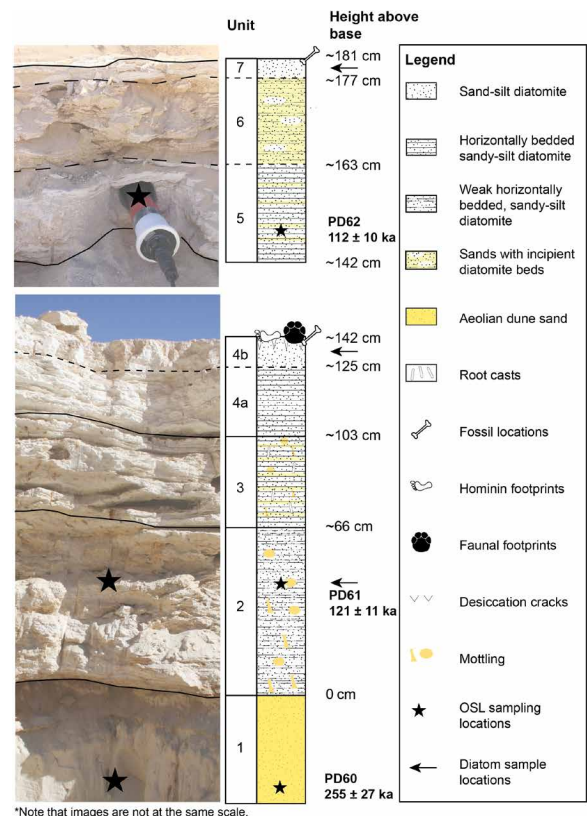 Unit
Height above
base
7
~181 cm
~177 cm
6
~163 cm
5
PD62
112 ± 10 ka
~142 cm
~142 cm
4b
~125 cm
4a
~103 cm
3
~66 cm
2
PD61
121 ± 11 ka
0 cm
1
PD60
255 ± 27 ka
*Note that images are not at the same scale.
Legend
Sand-silt diatomite
Horizontally bedded
sandy-silt diatomite
Weak horizontally
bedded, sandy-silt
diatomite
Sands with incipient
diatomite beds
Aeolian dune sand
Root casts
Fossil locations
Hominin footprints
Faunal footprints
Desiccation cracks
Mottling
OSL sampling
locations
Diatom sample
locations